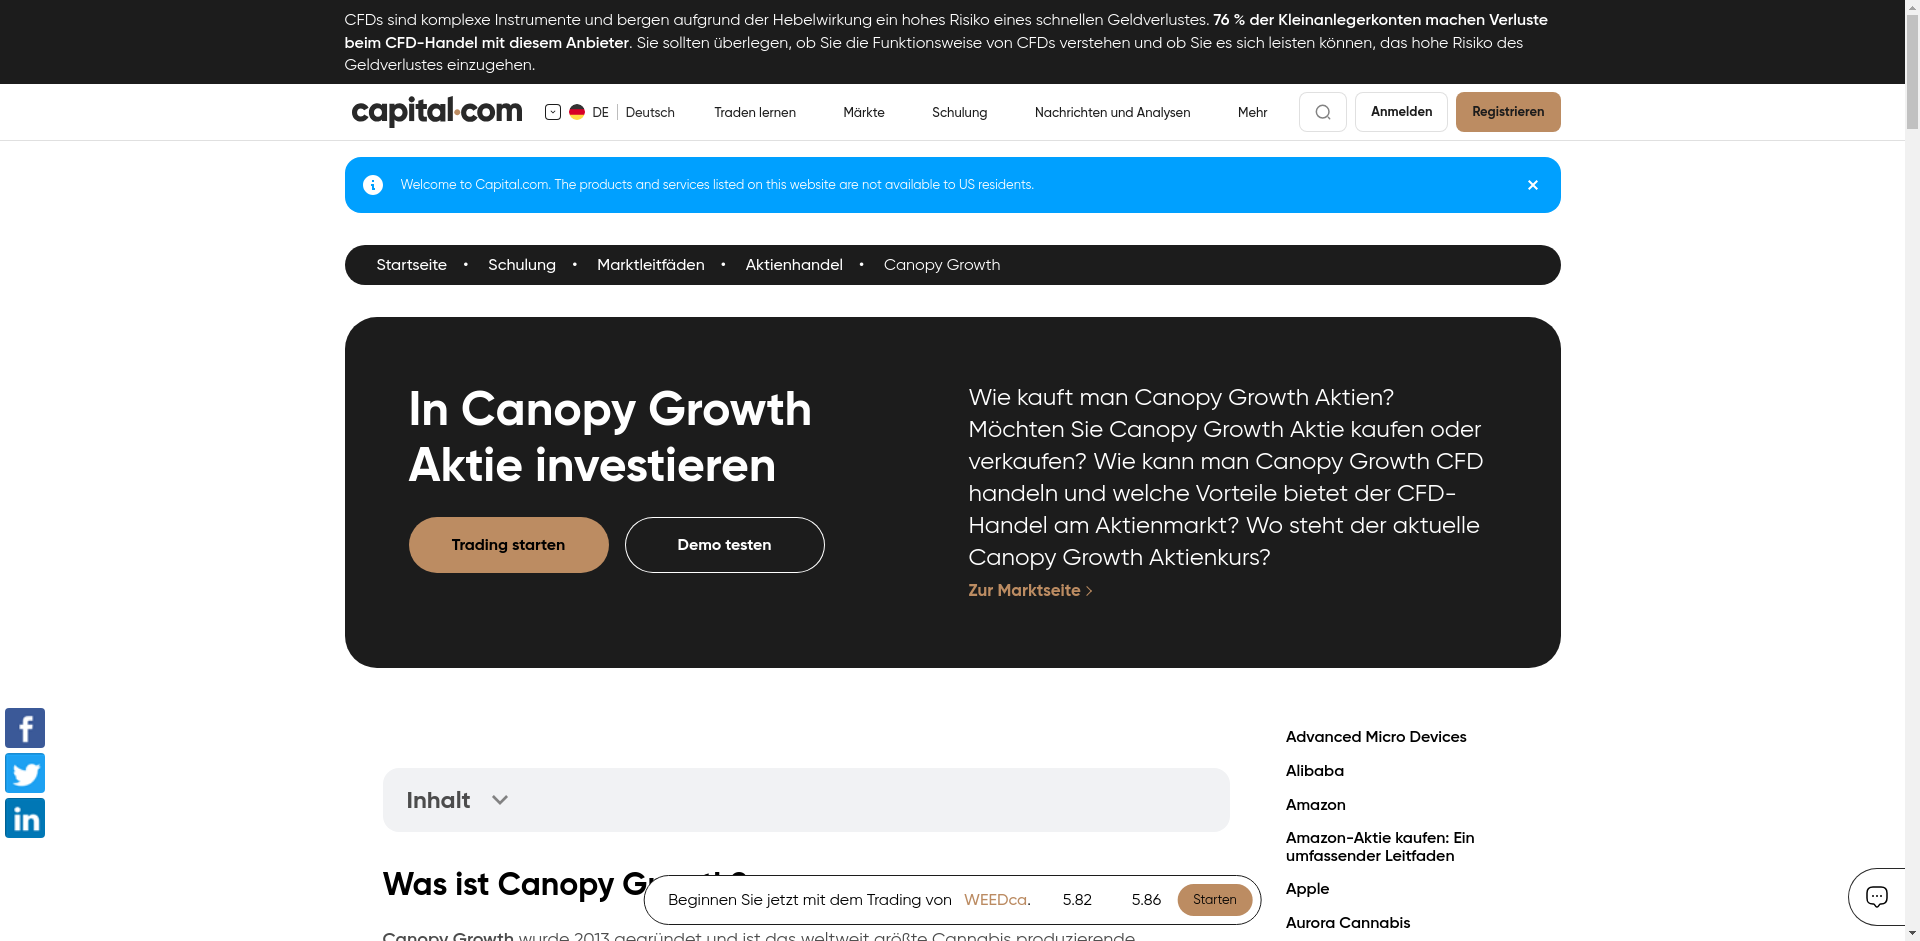 CFDs sind komplexe Instrumente und bergen aufgrund der Hebelwirkung ein hohes Risiko eines schnellen Geldverlustes. 76 % der Kleinanlegerkonten machen Verluste
beim CFD-Handel mit diesem Anbieter. Sie sollten überlegen, ob Sie die Funktionsweise von CFDs verstehen und ob Sie es sich leisten können, das hohe Risiko des
Geldverlustes einzugehen.
capital.com
DE Deutsch
Traden lernen
Märkte
Schulung
Nachrichten und Analysen
Mehr
Anmelden
Registrieren
Welcome to Capital.com. The products and services listed on this website are not available to US residents.
Startseite • Schulung • Marktleitfäden • Aktienhandel • Canopy Growth
In Canopy Growth
Aktie investieren
Trading starten
Demo testen
Wie kauft man Canopy Growth Aktien?
Möchten Sie Canopy Growth Aktie kaufen oder
verkaufen? Wie kann man Canopy Growth CFD
handeln und welche Vorteile bietet der CFD-
Handel am Aktienmarkt? Wo steht der aktuelle
Canopy Growth Aktienkurs?
Zur Marktseite
Inhalt
Was ist Canopy
Canopy Growth wurde 2013 gegründet und ist das weltweit größte Cannabis produzierende
Advanced Micro Devices
Alibaba
Amazon
Amazon-Aktie kaufen: Ein
umfassender Leitfaden
Apple
Aurora Cannabis
Beginnen Sie jetzt mit dem Trading von WEEDca. 5.82 5.86 Starten